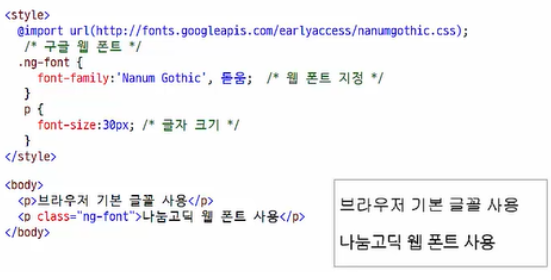 <style>
@import url(http://fonts.googleapis.com/earlyaccess/nanumgothic.css);
/* 구글 웹 폰트 */
.ng-font {
font-family:'Nanum Gothic', 돋움; /* 웹 폰트 지정 */
}
p {
font-size:30px; /* 글자 크기 */
}
</style>
<body>
<p>브라우저 기본 글꼴 사용</p>
<p class="ng-font">나눔고딕 웹 폰트 사용</p>
</body>
브라우저 기본 글꼴 사용
나눔고딕 웹 폰트 사용